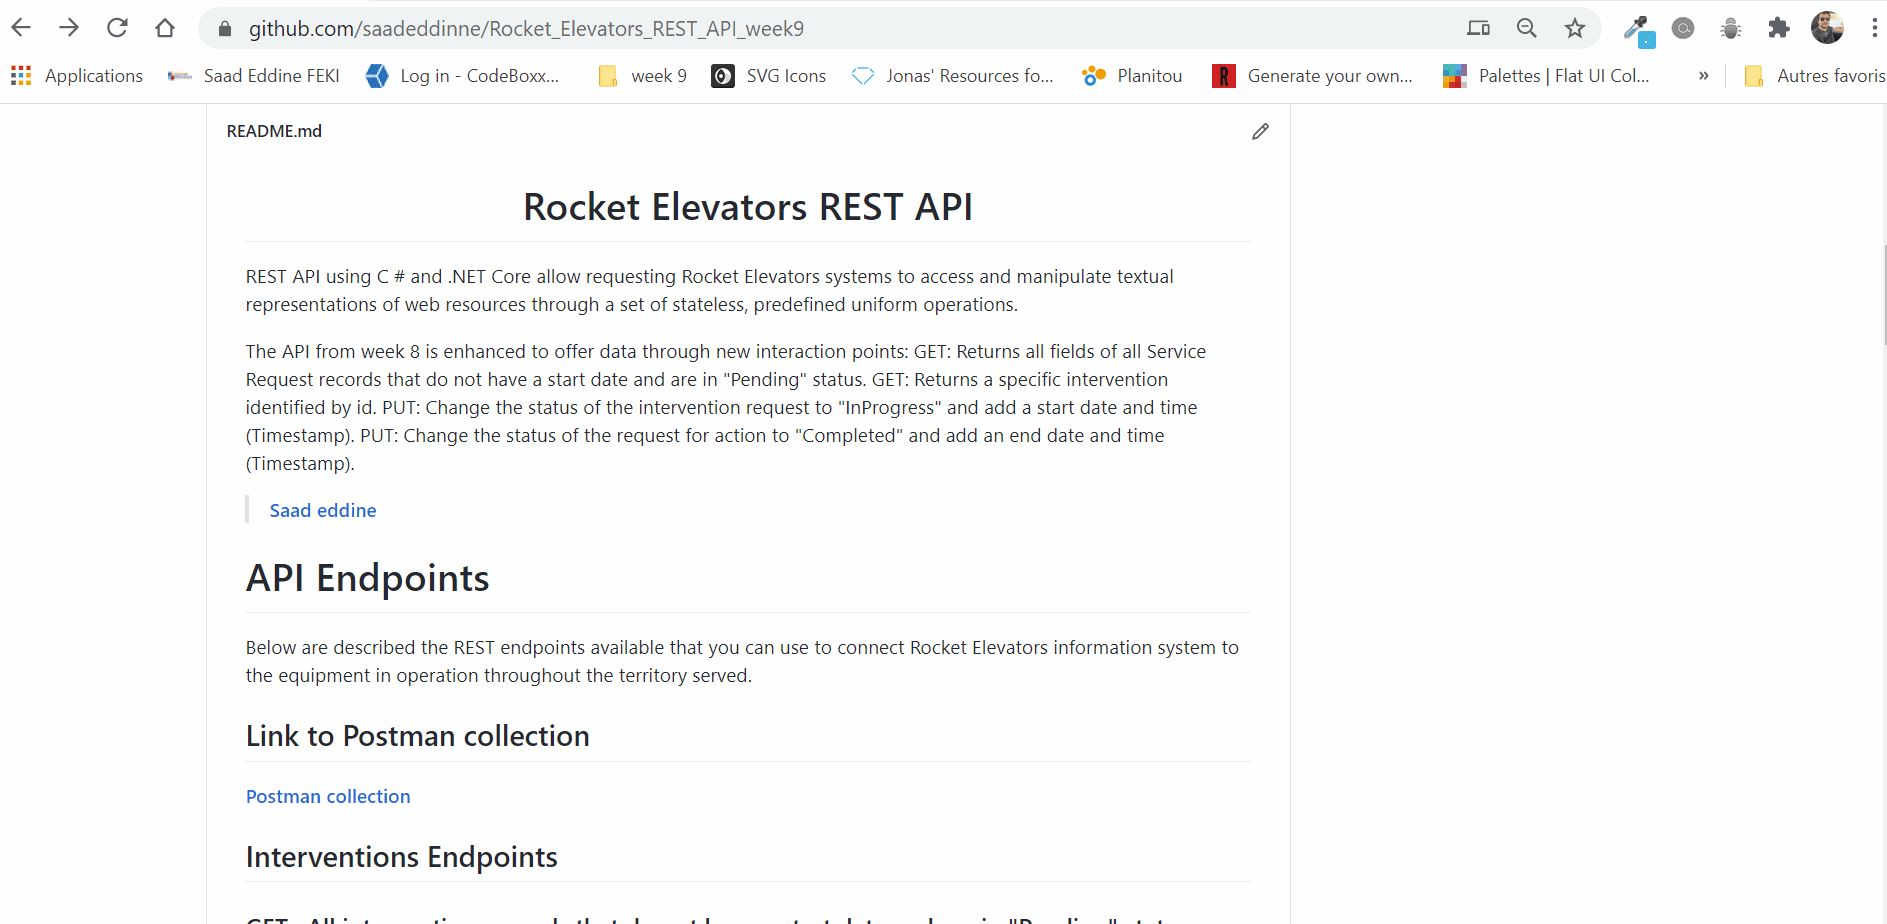 github.com/saadeddinne/Rocket_Elevators_REST_API_week9
Applications Saad Eddine FEKI Log in - CodeBoxx... week 9 SVG Icons Jonas' Resources fo... Planitou R Generate your own... Palettes | Flat UI Col... » Autres favoris
README.md
Rocket Elevators REST API
REST API using C # and .NET Core allow requesting Rocket Elevators systems to access and manipulate textual
representations of web resources through a set of stateless, predefined uniform operations.
The API from week 8 is enhanced to offer data through new interaction points: GET: Returns all fields of all Service
Request records that do not have a start date and are in "Pending" status. GET: Returns a specific intervention
identified by id. PUT: Change the status of the intervention request to "InProgress" and add a start date and time
(Timestamp). PUT: Change the status of the request for action to "Completed" and add an end date and time
(Timestamp).
Saad eddine
API Endpoints
Below are described the REST endpoints available that you can use to connect Rocket Elevators information system to
the equipment in operation throughout the territory served.
Link to Postman collection
Postman collection
Interventions Endpoints